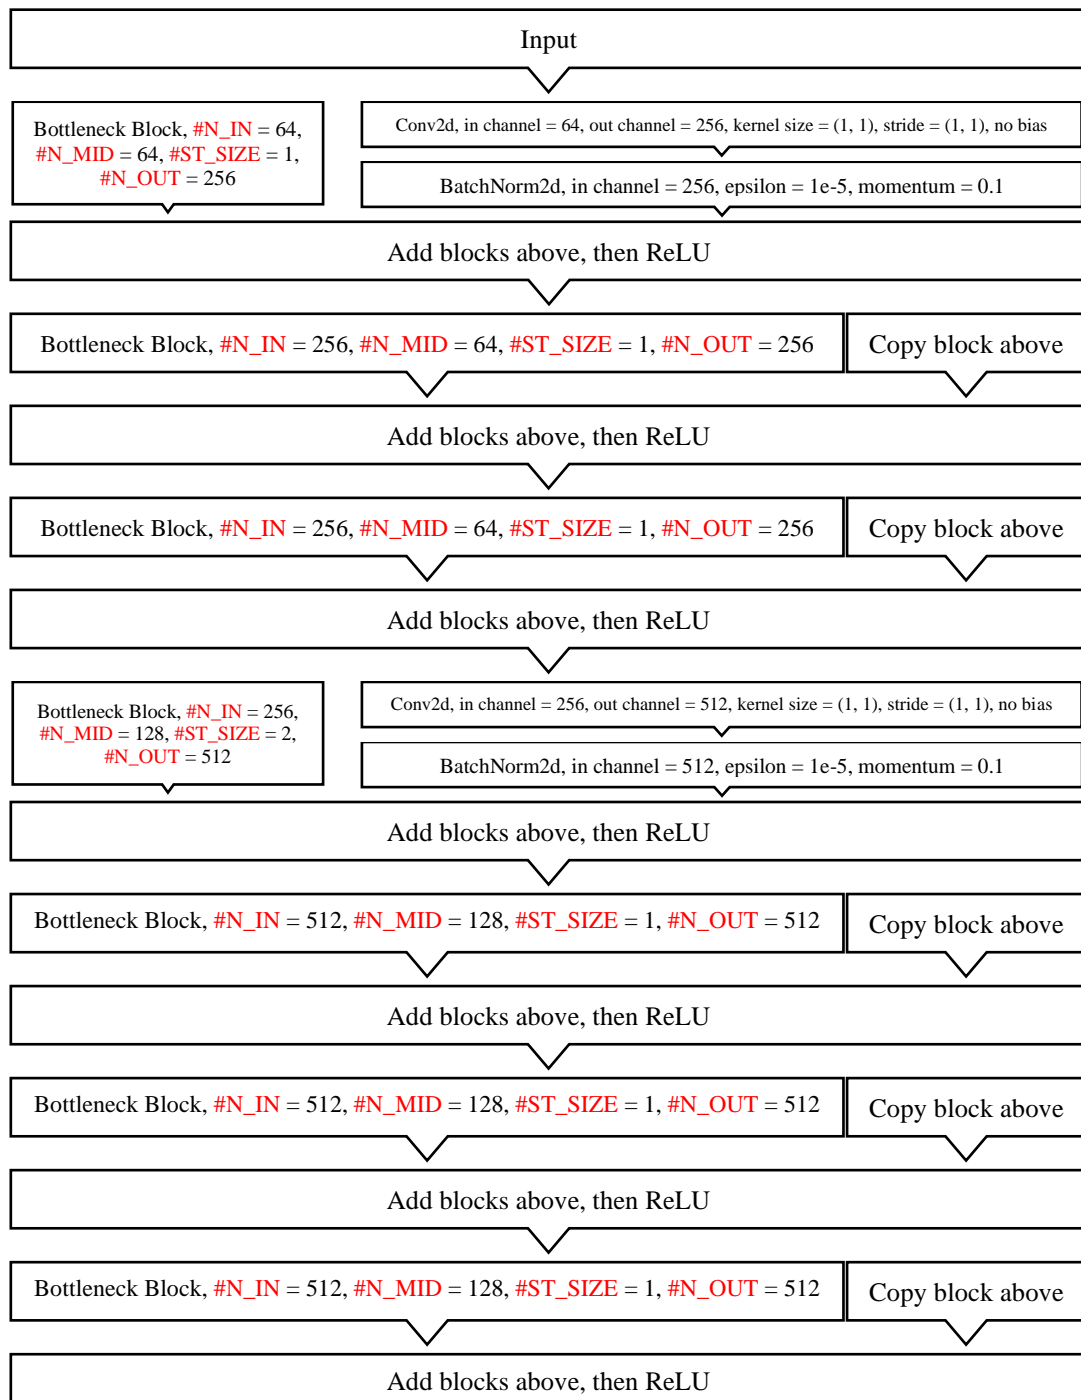 Input
Bottleneck Block, #N_IN = 64,
#N_MID = 64, #ST_SIZE = 1,
#N_OUT = 256
Conv2d, in channel = 64, out channel = 256, kernel size = (1, 1), stride = (1, 1), no bias
BatchNorm2d, in channel = 256, epsilon = 1e-5, momentum = 0.1
Add blocks above, then ReLU
Bottleneck Block, #N_IN = 256, #N_MID = 64, #ST_SIZE = 1, #N_OUT = 256
Copy block above
Add blocks above, then ReLU
Bottleneck Block, #N_IN = 256, #N_MID = 64, #ST_SIZE = 1, #N_OUT = 256
Copy block above
Add blocks above, then ReLU
Bottleneck Block, #N_IN = 256,
#N_MID = 128, #ST_SIZE = 2,
#N_OUT = 512
Conv2d, in channel = 256, out channel = 512, kernel size = (1, 1), stride = (1, 1), no bias
BatchNorm2d, in channel = 512, epsilon = 1e-5, momentum = 0.1
Add blocks above, then ReLU
Bottleneck Block, #N_IN = 512, #N_MID = 128, #ST_SIZE = 1, #N_OUT = 512
Copy block above
Add blocks above, then ReLU
Bottleneck Block, #N_IN = 512, #N_MID = 128, #ST_SIZE = 1, #N_OUT = 512
Copy block above
Add blocks above, then ReLU
Bottleneck Block, #N_IN = 512, #N_MID = 128, #ST_SIZE = 1, #N_OUT = 512
Copy block above
Add blocks above, then ReLU